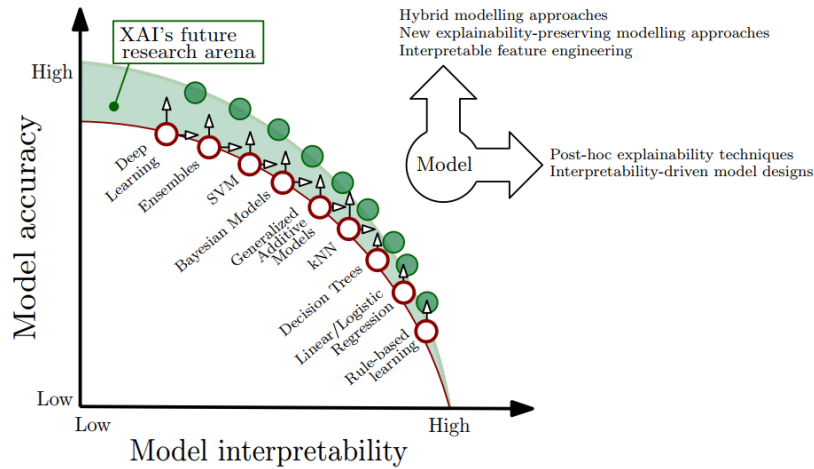 Hybrid modelling approaches
New explainability-preserving modelling approaches
Interpretable feature engineering
XAI's future
research arena
High
Model accuracy
Low
Deep
Learning
Ensembles
SVM
Bayesian Models
Generalized
Additive
Models
kNN
Decision Trees
Linear/Logistic
Regression
Rule-based
learning
Model
Post-hoc explainability techniques
Interpretability-driven model designs
Low
High
Model interpretability